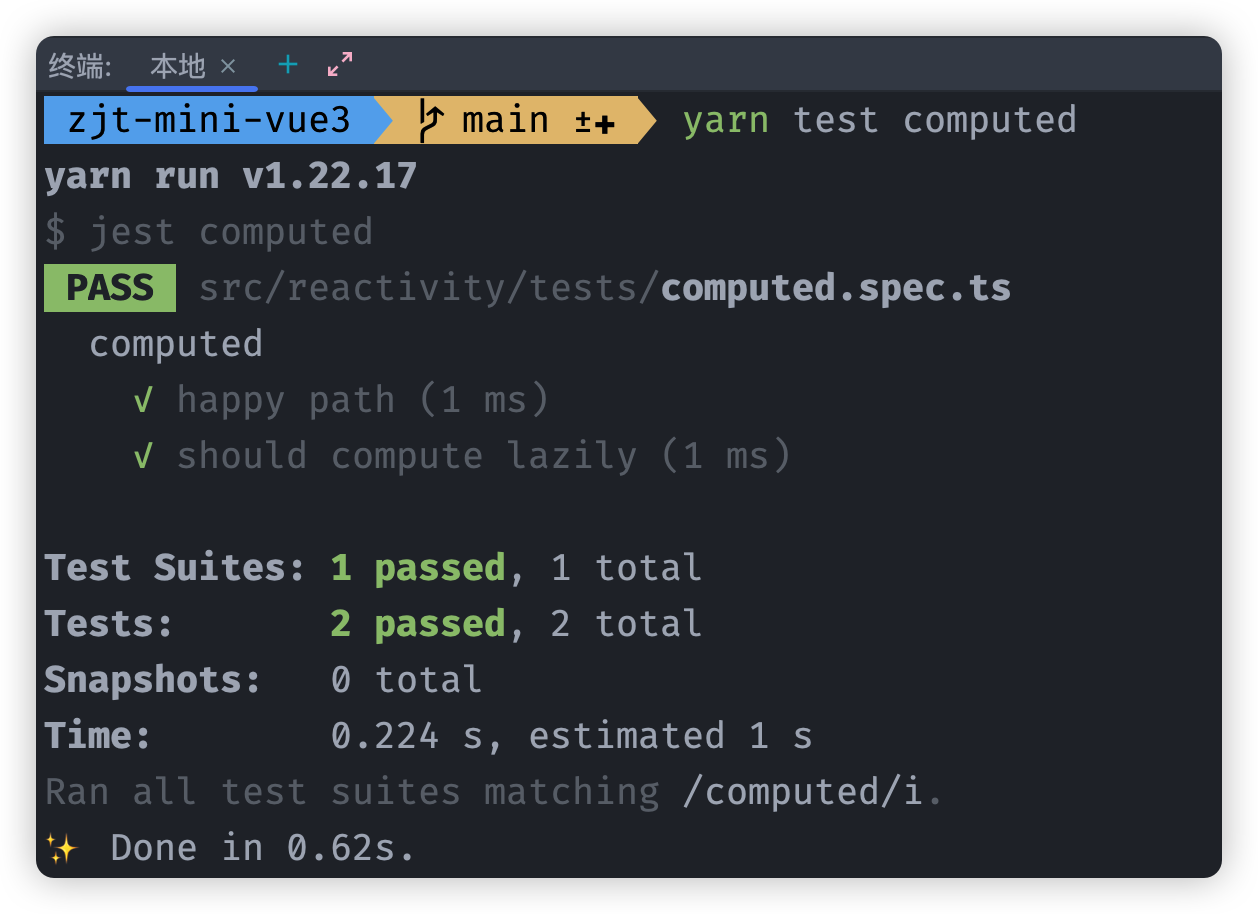 终端: 本地 × +
zjt-mini-vue3 main ±✚ yarn test computed
yarn run v1.22.17
$ jest computed
PASS src/reactivity/tests/computed.spec.ts
computed
√ happy path (1 ms)
√ should compute lazily (1 ms)
Test Suites: 1 passed, 1 total
Tests: 2 passed, 2 total
Snapshots: 0 total
Time: 0.224 s, estimated 1 s
Ran all test suites matching /computed/i.
✨ Done in 0.62s.